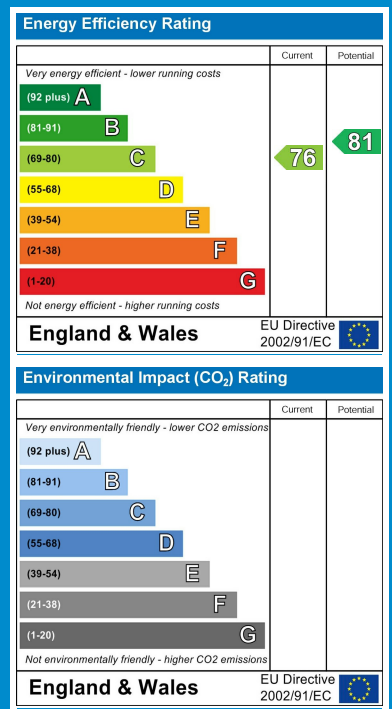 Energy Efficiency Rating
Current Potential
Very energy efficient - lower running costs
(92 plus) A
(81-91) B
(69-80) C
(55-68) D
(39-54) E
(21-38) F
(1-20) G
76
81
Not energy efficient - higher running costs
England & Wales
EU Directive
2002/91/EC
Environmental Impact (CO₂) Rating
Current Potential
Very environmentally friendly - lower CO2 emissions
(92 plus) A
(81-91) B
(69-80) C
(55-68) D
(39-54) E
(21-38) F
(1-20) G
Not environmentally friendly - higher CO2 emissions
England & Wales
EU Directive
2002/91/EC